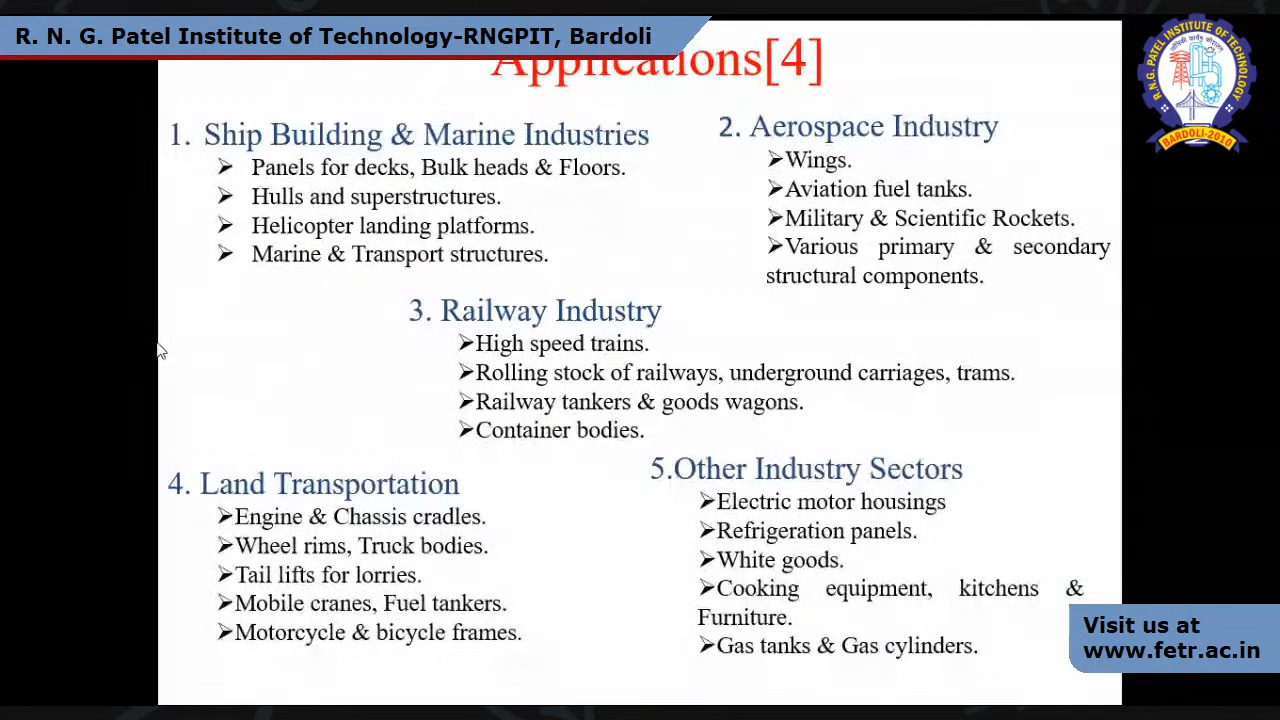 R. N. G. Patel Institute of Technology-RNGPIT, Bardoli
Applications[4]
1. Ship Building & Marine Industries
➢ Panels for decks, Bulk heads & Floors.
➢ Hulls and superstructures.
➢ Helicopter landing platforms.
➢ Marine & Transport structures.
2. Aerospace Industry
➢Wings.
➢Aviation fuel tanks.
➢Military & Scientific Rockets.
➢Various primary & secondary
structural components.
3. Railway Industry
➢High speed trains.
➢Rolling stock of railways, underground carriages, trams.
➢Railway tankers & goods wagons.
➢Container bodies.
4. Land Transportation
➢Engine & Chassis cradles.
➢Wheel rims, Truck bodies.
➢Tail lifts for lorries.
➢Mobile cranes, Fuel tankers.
➢Motorcycle & bicycle frames.
5.Other Industry Sectors
➢Electric motor housings
➢Refrigeration panels.
➢White goods.
➢Cooking equipment, kitchens &
Furniture.
➢Gas tanks & Gas cylinders.
R. N. G. PATEL INSTITUTE OF TECHNOLOGY
BARDOLI-2010
Visit us at
www.fetr.ac.in